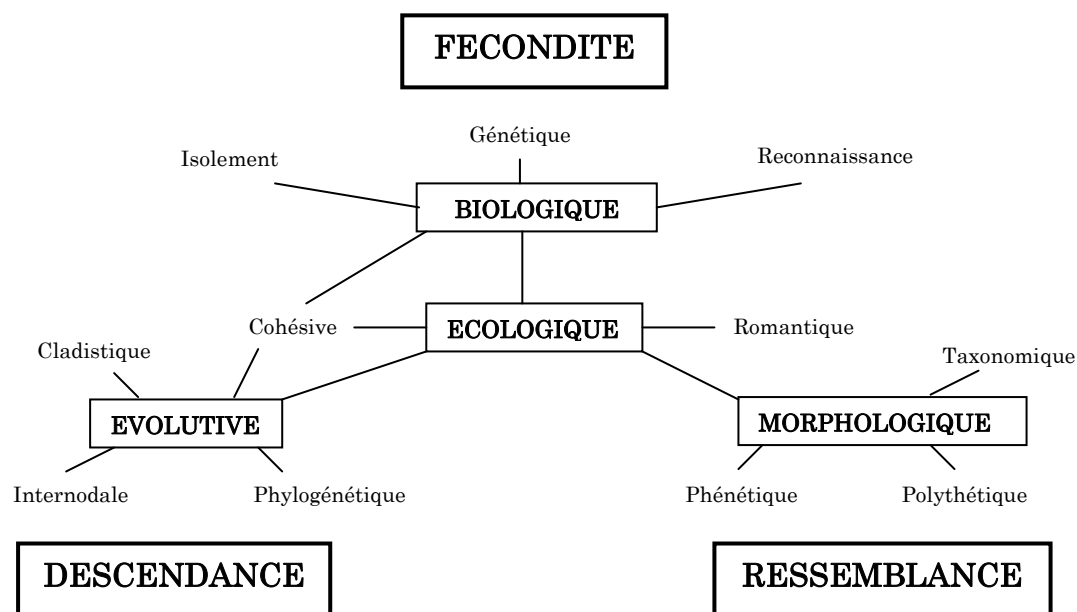 FECONDITE
Génétique
Isolement
Reconnaissance
BIOLOGIQUE
Cohésive
ECOLOGIQUE
Romantique
Cladistique
Taxonomique
EVOLUTIVE
MORPHOLOGIQUE
Internodale
Phylogénétique
Phénétique
Polythétique
DESCENDANCE
RESSEMBLANCE